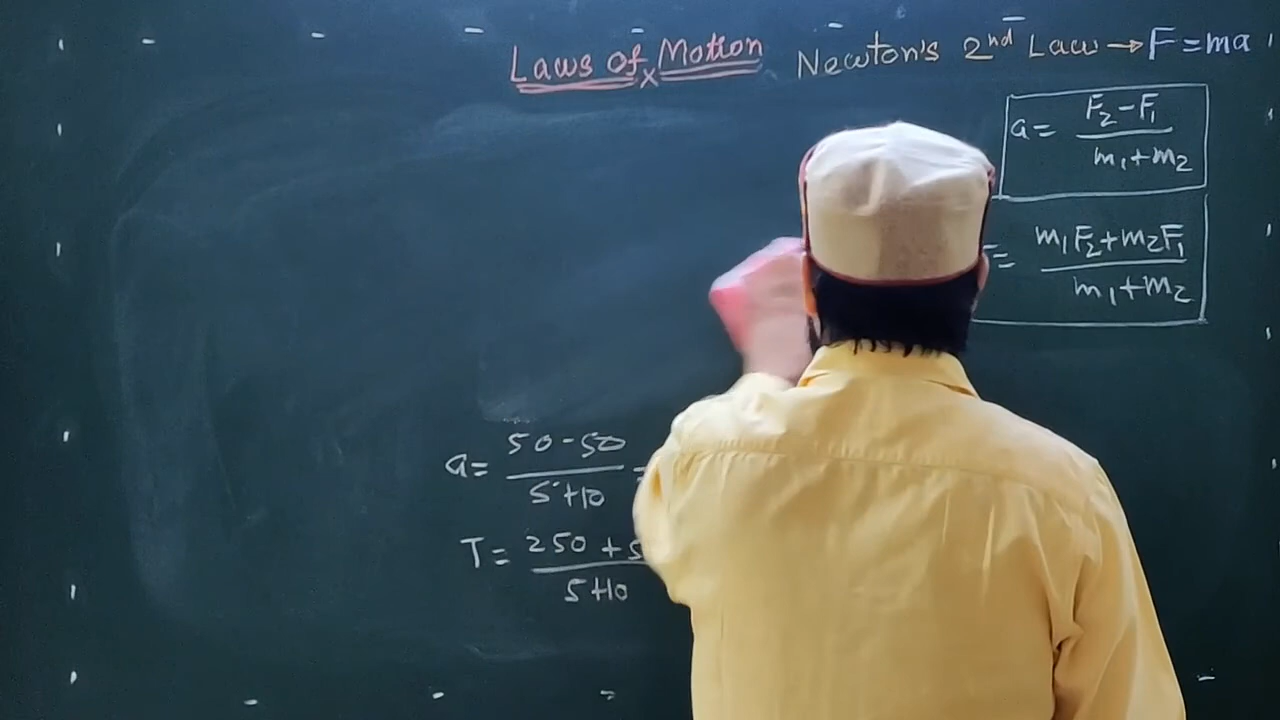 Laws of Motion
x
Newton's 2nd Law → F = ma
a = F₂ - F₁ / m₁ + m₂
= m₁F₂ + m₂F₁ / m₁ + m₂
a = 50 - 50 / 5 + 10
T = 250 + 5 / 5 + 10